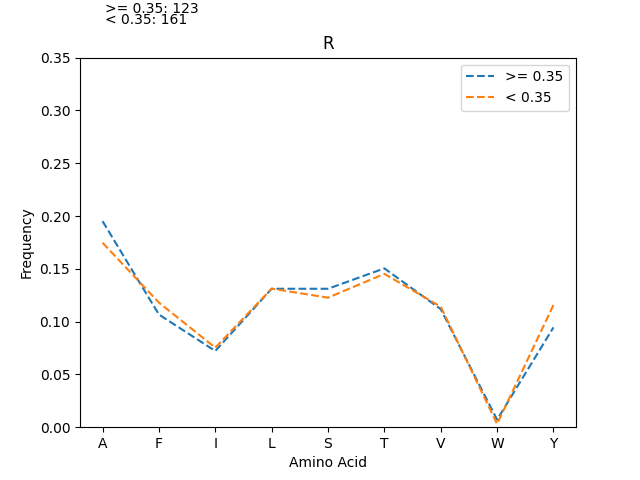 >= 0.35: 123
< 0.35: 161
R
0.35
0.30
0.25
0.20
0.15
0.10
0.05
0.00
Frequency
>= 0.35
< 0.35
A F I L S T V W Y
Amino Acid